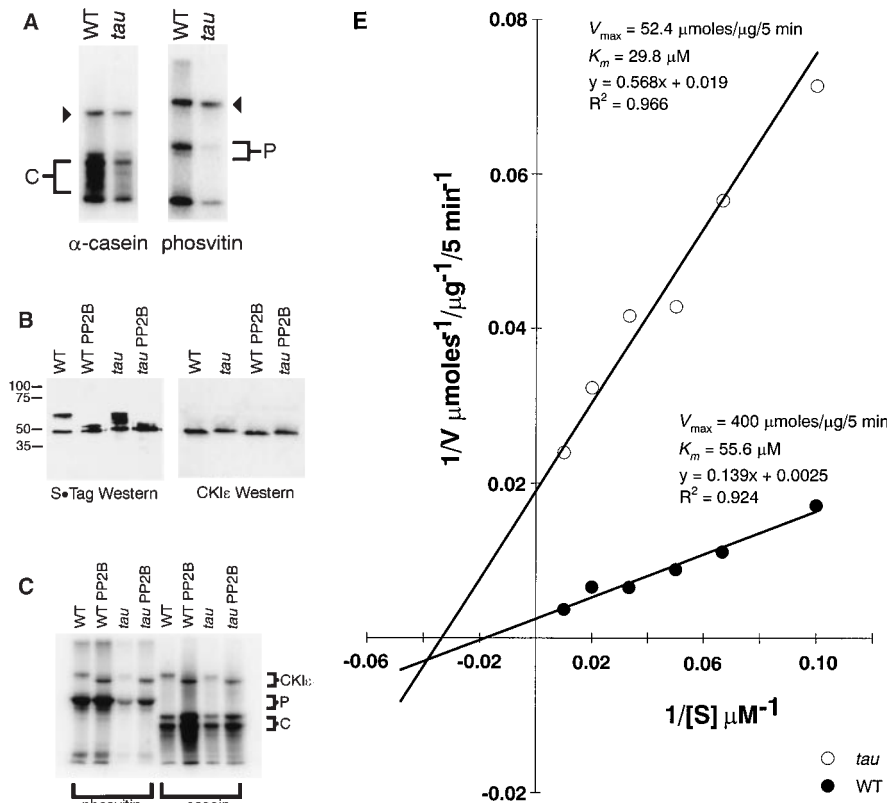 A
WT
tau
WT
tau
C
P
α-casein
phosvitin
B
WT
WT PP2B
tau
tau PP2B
WT
tau
WT PP2B
tau PP2B
100
75
50
35
S•Tag Western
CKIε Western
C
WT
WT PP2B
tau
tau PP2B
WT
WT PP2B
tau
tau PP2B
CKIε
P
C
phosvitin
casein
E
0.08
0.06
0.04
0.02
-0.02
-0.06
-0.02
0.02
0.06
0.10
1/V μmoles⁻¹/μg⁻¹/5 min⁻¹
1/[S] μM⁻¹
Vmax = 52.4 μmoles/μg/5 min
Km = 29.8 μM
y = 0.568x + 0.019
R² = 0.966
Vmax = 400 μmoles/μg/5 min
Km = 55.6 μM
y = 0.139x + 0.0025
R² = 0.924
tau
WT